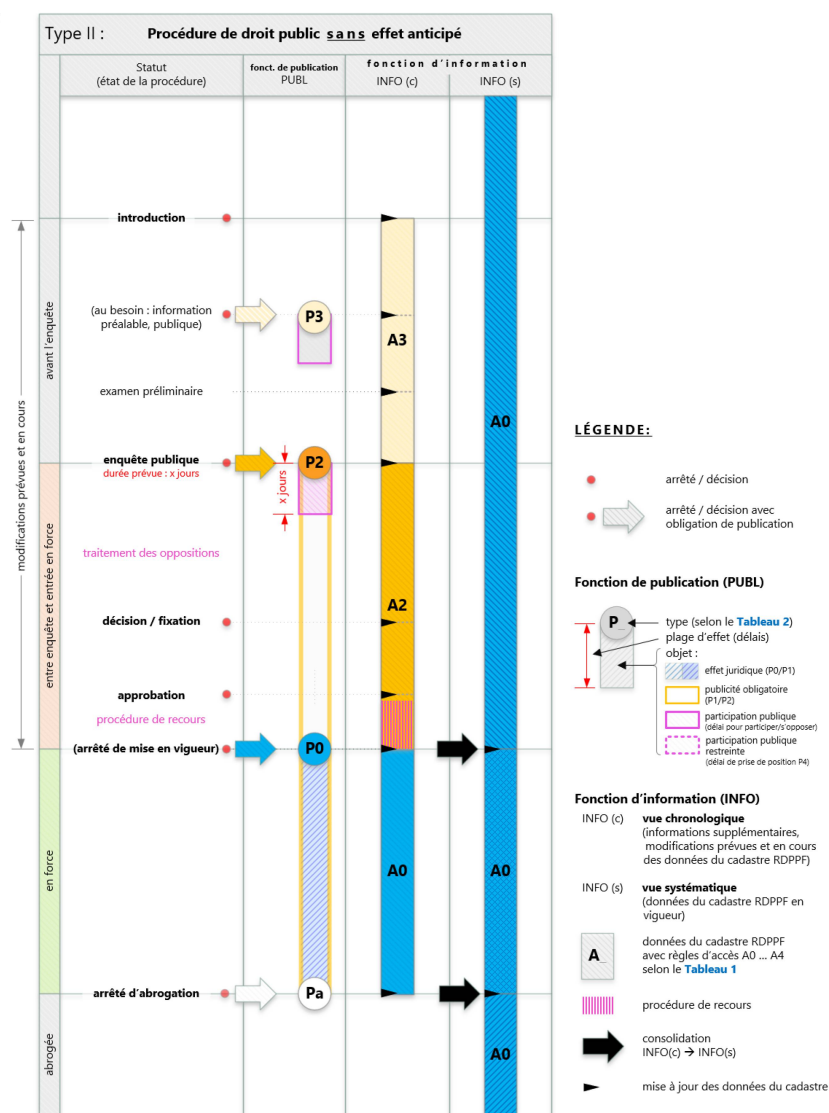 Type II : Procédure de droit public sans effet anticipé
Statut
(état de la procédure)
fonct. de publication
PUBL
fonction d'information
INFO (c)
INFO (s)
modifications prévues et en cours
avant l'enquête
entre enquête et entrée en force
en force
abrogée
introduction
(au besoin : information
préalable, publique)
P3
A3
examen préliminaire
A0
enquête publique
durée prévue : x jours
P2
x jours
traitement des oppositions
A2
décision / fixation
approbation
procédure de recours
(arrêté de mise en vigueur)
P0
A0
A0
arrêté d'abrogation
Pa
A0
LÉGENDE:
arrêté / décision
arrêté / décision avec
obligation de publication
Fonction de publication (PUBL)
P_
type (selon le Tableau 2)
plage d'effet (délais)
objet :
effet juridique (P0/P1)
publicité obligatoire
(P1/P2)
participation publique
(délai pour participer/s'opposer)
participation publique
restreinte
(délai de prise de position P4)
Fonction d'information (INFO)
INFO (c) vue chronologique
(informations supplémentaires,
modifications prévues et en cours
des données du cadastre RDPPF)
INFO (s) vue systématique
(données du cadastre RDPPF en
vigueur)
A_
données du cadastre RDPPF
avec règles d'accès A0 ... A4
selon le Tableau 1
procédure de recours
consolidation
INFO(c) → INFO(s)
mise à jour des données du cadastre